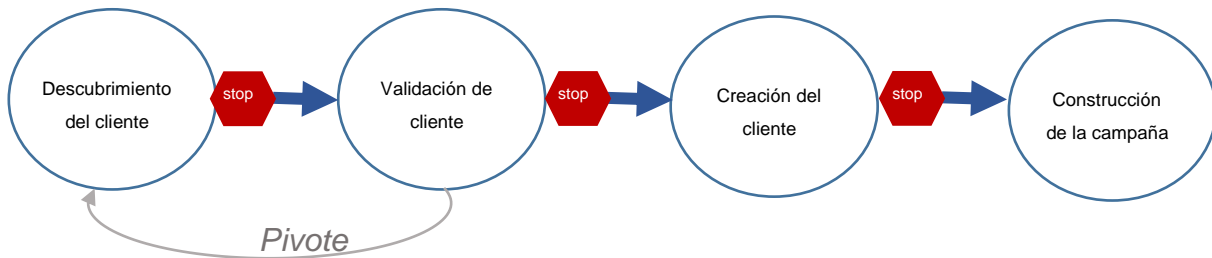 Descubrimiento
del cliente
stop
Validación de
cliente
stop
Creación del
cliente
stop
Construcción
de la campaña
Pivote